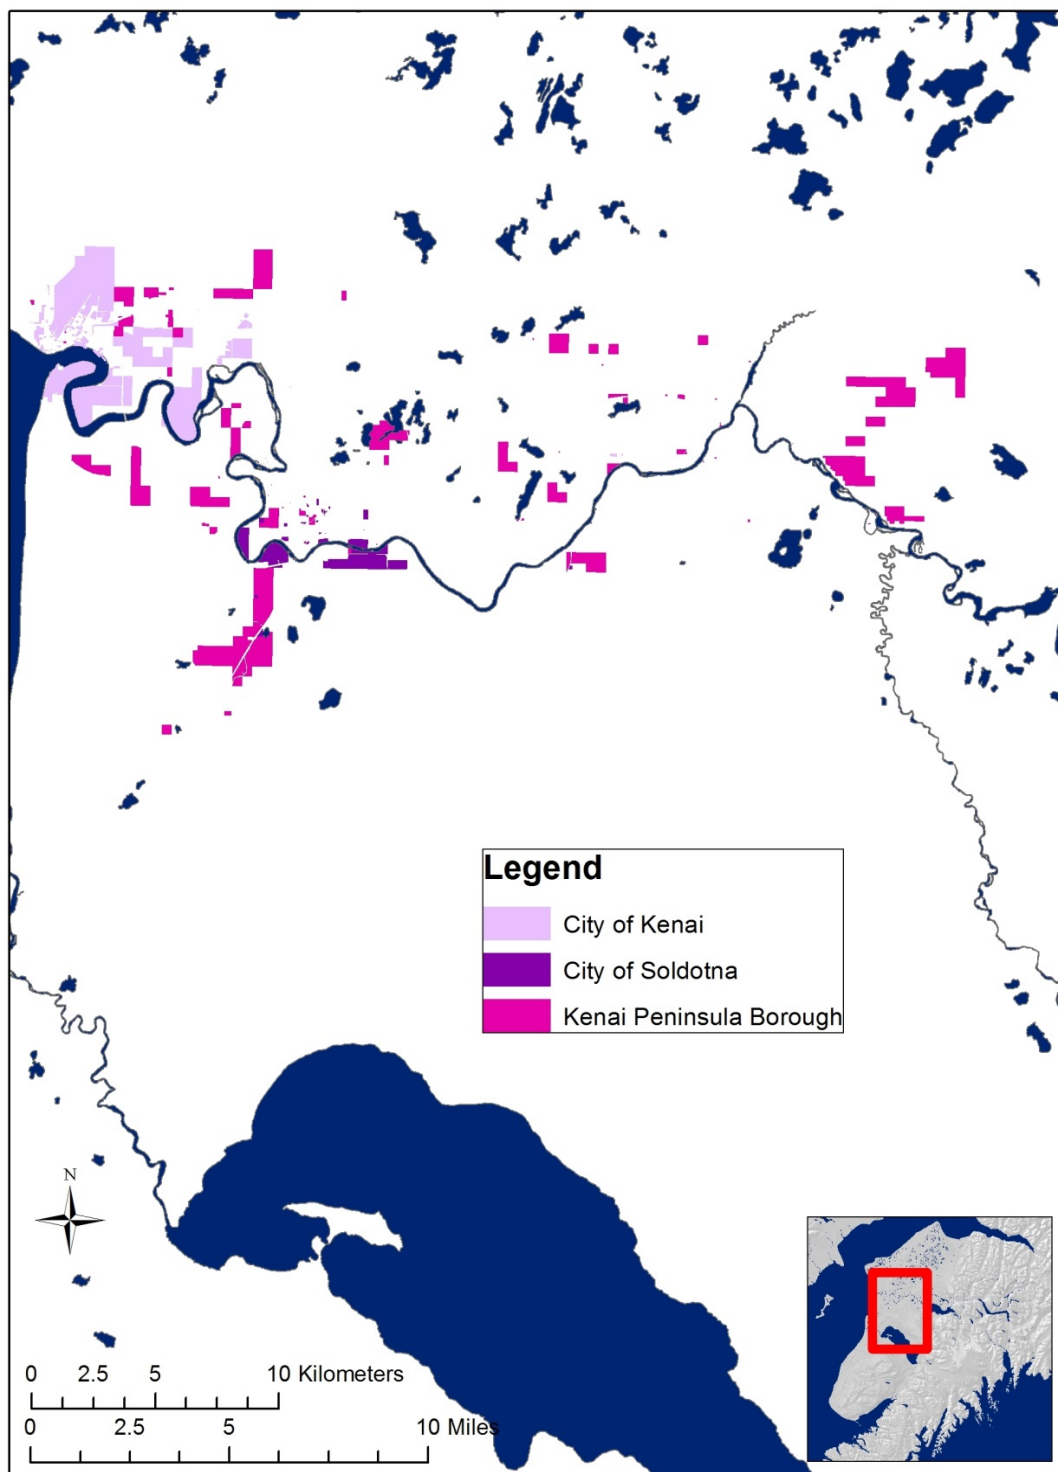 Legend
City of Kenai
City of Soldotna
Kenai Peninsula Borough
N
0 2.5 5 10 Kilometers
0 2.5 5 10 Miles